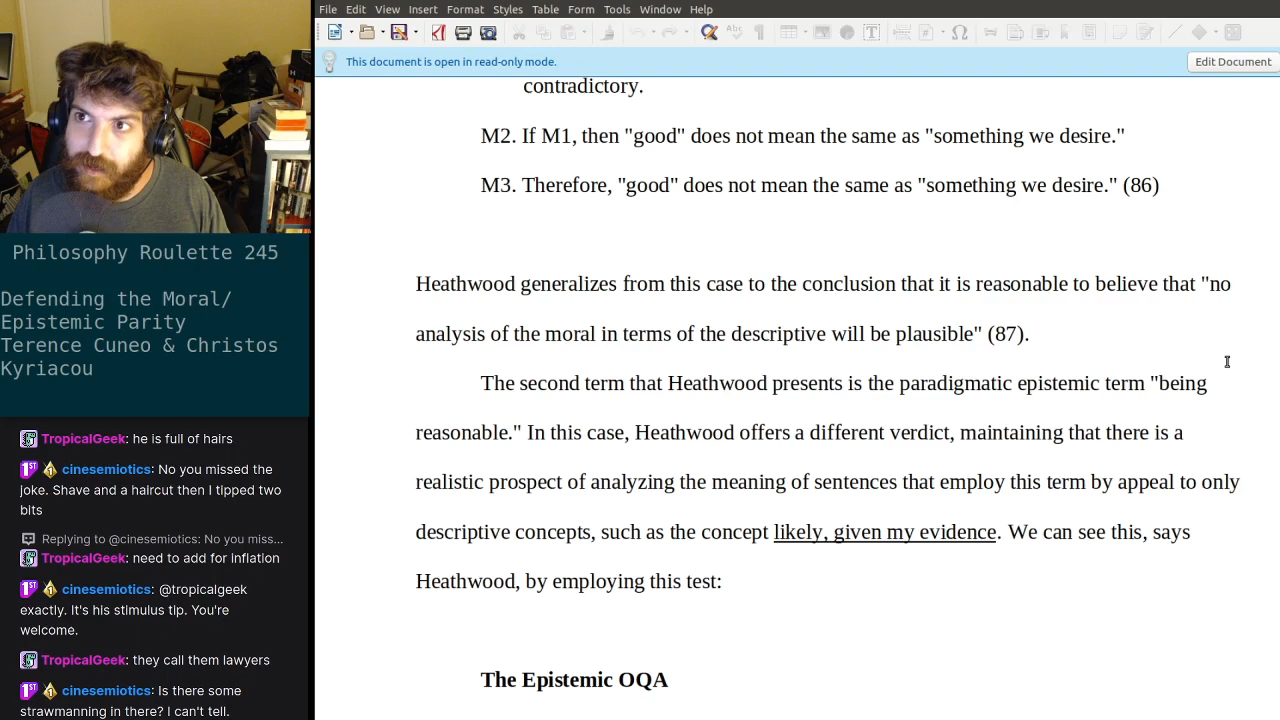 File Edit View Insert Format Styles Table Form Tools Window Help
This document is open in read-only mode.
Edit Document
contradictory.
M2. If M1, then "good" does not mean the same as "something we desire."
M3. Therefore, "good" does not mean the same as "something we desire." (86)
Heathwood generalizes from this case to the conclusion that it is reasonable to believe that "no
analysis of the moral in terms of the descriptive will be plausible" (87).
The second term that Heathwood presents is the paradigmatic epistemic term "being
reasonable." In this case, Heathwood offers a different verdict, maintaining that there is a
realistic prospect of analyzing the meaning of sentences that employ this term by appeal to only
descriptive concepts, such as the concept likely, given my evidence. We can see this, says
Heathwood, by employing this test:
The Epistemic OQA
Philosophy Roulette 245
Defending the Moral/
Epistemic Parity
Terence Cuneo & Christos
Kyriacou
TropicalGeek: he is full of hairs
1ST cinesemiotics: No you missed the
joke. Shave and a haircut then I tipped two
bits
Replying to @cinesemiotics: No you miss...
TropicalGeek: need to add for inflation
1ST cinesemiotics: @tropicalgeek
exactly. It's his stimulus tip. You're
welcome.
TropicalGeek: they call them lawyers
1ST cinesemiotics: Is there some
strawmanning in there? I can't tell.